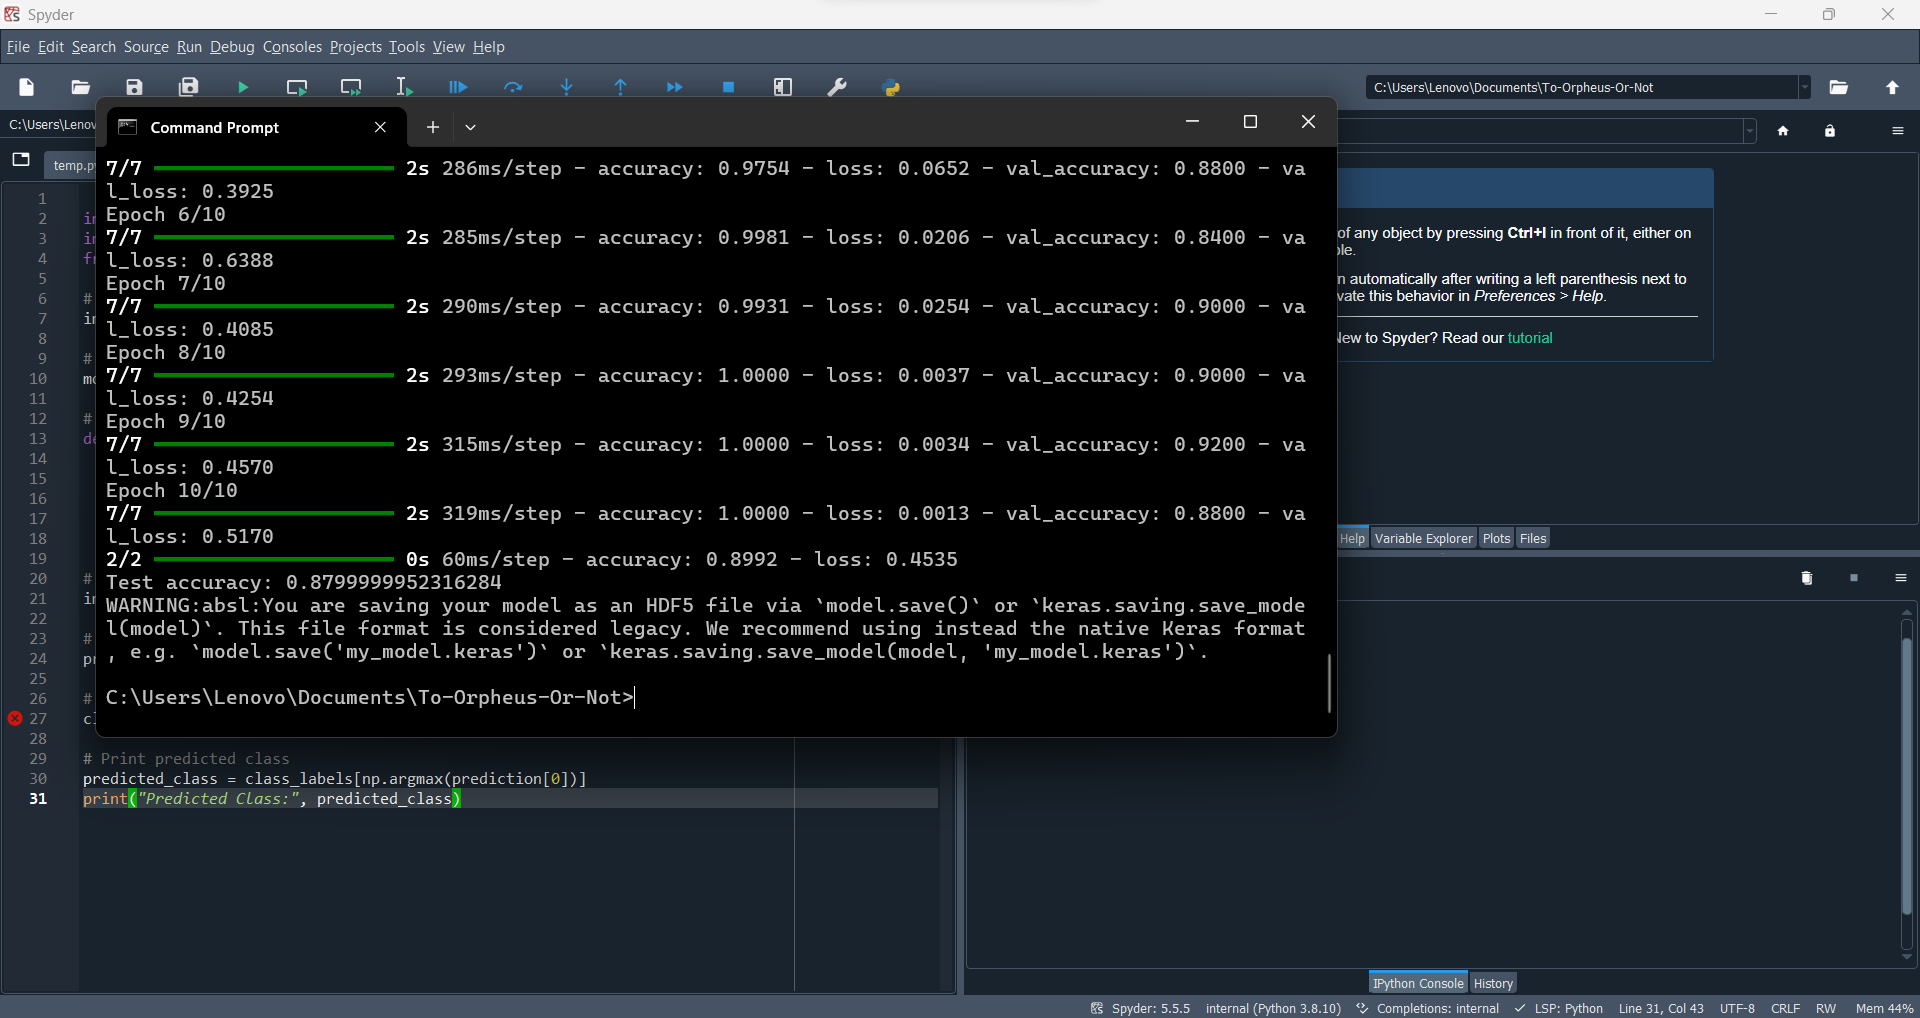 Spyder
File Edit Search Source Run Debug Consoles Projects Tools View Help
C:\Users\Lenovo\Documents\To-Orpheus-Or-Not
C:\Users\Lenov
Command Prompt
temp.p
7/7 2s 286ms/step - accuracy: 0.9754 - loss: 0.0652 - val_accuracy: 0.8800 - va
l_loss: 0.3925
Epoch 6/10
7/7 2s 285ms/step - accuracy: 0.9981 - loss: 0.0206 - val_accuracy: 0.8400 - va
l_loss: 0.6388
Epoch 7/10
7/7 2s 290ms/step - accuracy: 0.9931 - loss: 0.0254 - val_accuracy: 0.9000 - va
l_loss: 0.4085
Epoch 8/10
7/7 2s 293ms/step - accuracy: 1.0000 - loss: 0.0037 - val_accuracy: 0.9000 - va
l_loss: 0.4254
Epoch 9/10
7/7 2s 315ms/step - accuracy: 1.0000 - loss: 0.0034 - val_accuracy: 0.9200 - va
l_loss: 0.4570
Epoch 10/10
7/7 2s 319ms/step - accuracy: 1.0000 - loss: 0.0013 - val_accuracy: 0.8800 - va
l_loss: 0.5170
2/2 0s 60ms/step - accuracy: 0.8992 - loss: 0.4535
Test accuracy: 0.8799999952316284
WARNING:absl:You are saving your model as an HDF5 file via `model.save()` or `keras.saving.save_mode
l(model)`. This file format is considered legacy. We recommend using instead the native Keras format
, e.g. `model.save('my_model.keras')` or `keras.saving.save_model(model, 'my_model.keras')`.
C:\Users\Lenovo\Documents\To-Orpheus-Or-Not>
1
2
3
4
5
6 #
7
8
9 #
10
11
12 #
13
14
15
16
17
18
19
20 #
21
22
23 #
24
25
26 #
27
28
29 # Print predicted class
30 predicted_class = class_labels[np.argmax(prediction[0])]
31 print("Predicted Class:", predicted_class)
of any object by pressing Ctrl+I in front of it, either on
ole.
n automatically after writing a left parenthesis next to
vate this behavior in Preferences > Help.
New to Spyder? Read our tutorial
Help Variable Explorer Plots Files
IPython Console History
Spyder: 5.5.5 internal (Python 3.8.10) Completions: internal LSP: Python Line 31, Col 43 UTF-8 CRLF RW Mem 44%